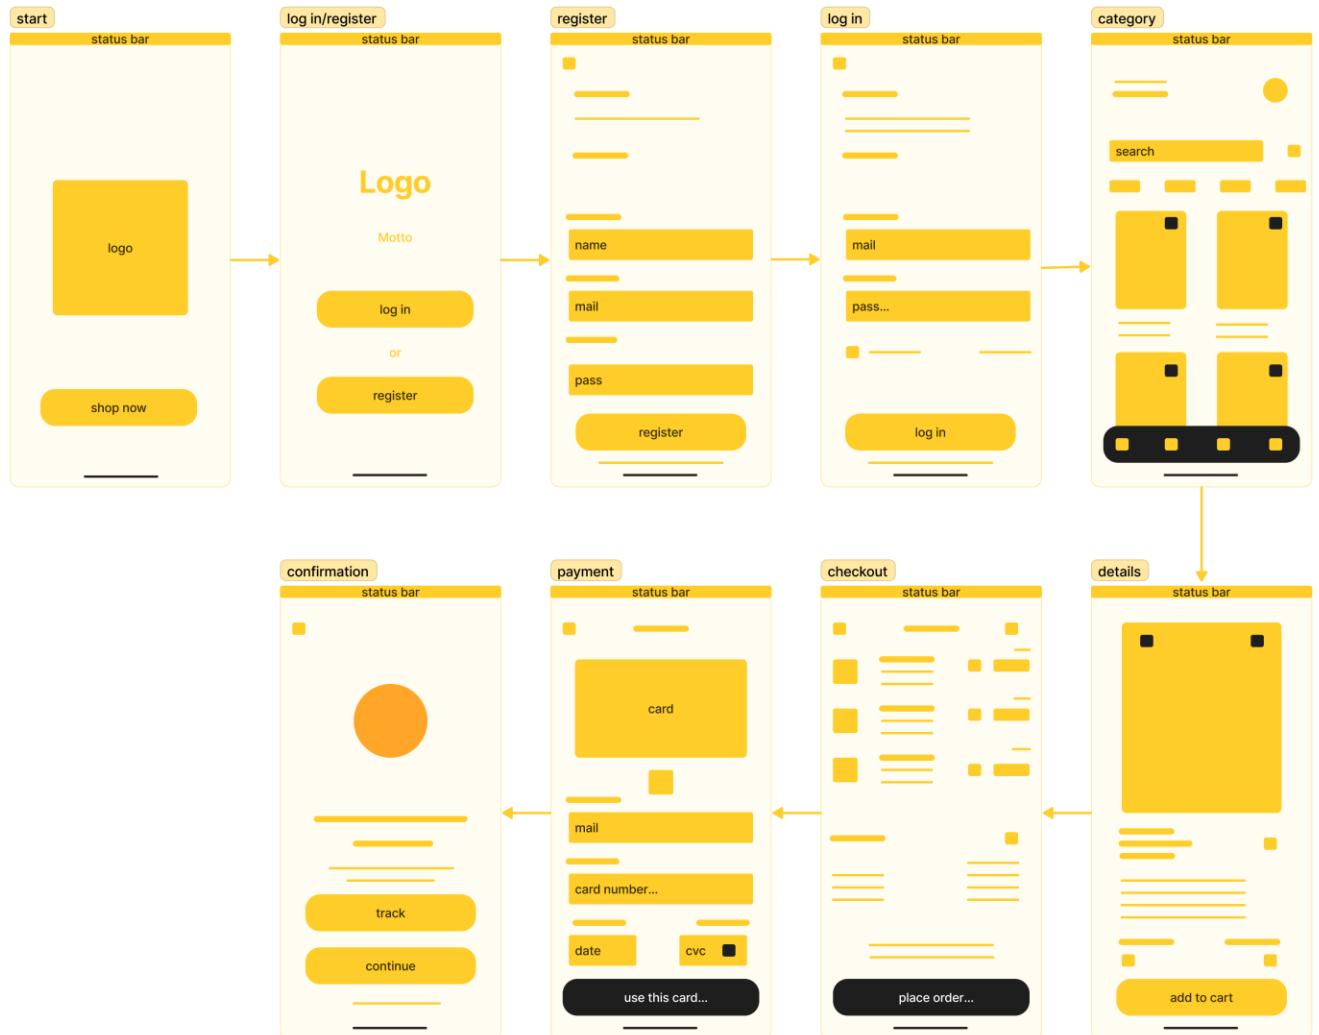 start
status bar
logo
shop now
log in/register
status bar
Logo
Motto
log in
or
register
register
status bar
name
mail
pass
register
log in
status bar
mail
pass...
log in
category
status bar
search
confirmation
status bar
track
continue
payment
status bar
card
mail
card number...
date
cvc
use this card...
checkout
status bar
place order...
details
status bar
add to cart